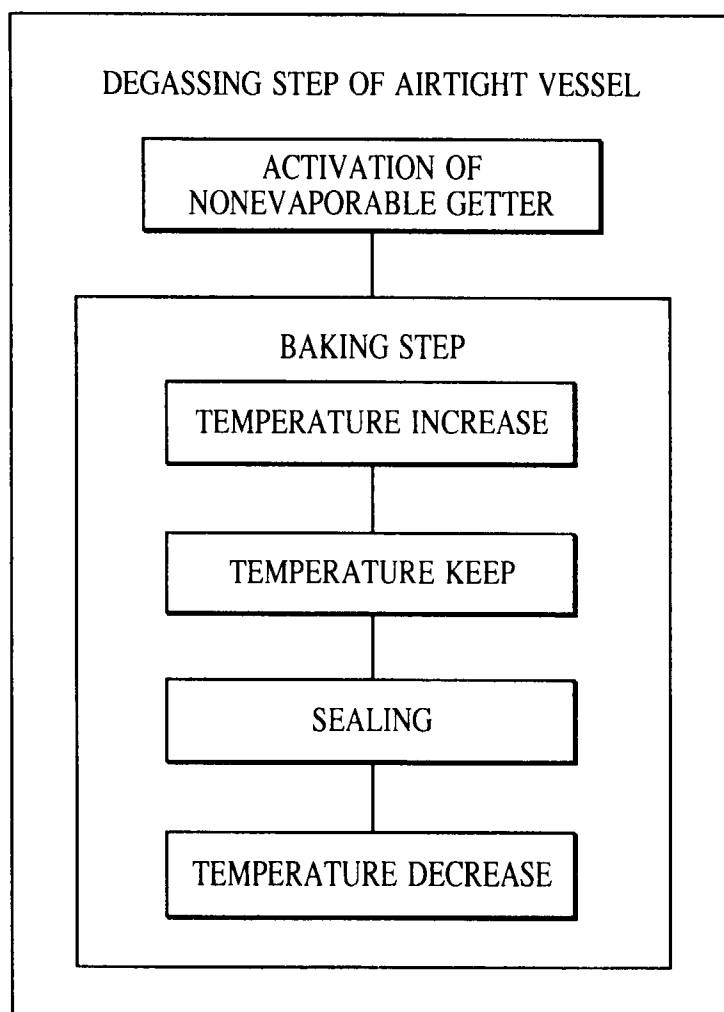 DEGASSING STEP OF AIRTIGHT VESSEL
ACTIVATION OF
NONEVAPORABLE GETTER
BAKING STEP
TEMPERATURE INCREASE
TEMPERATURE KEEP
SEALING
TEMPERATURE DECREASE